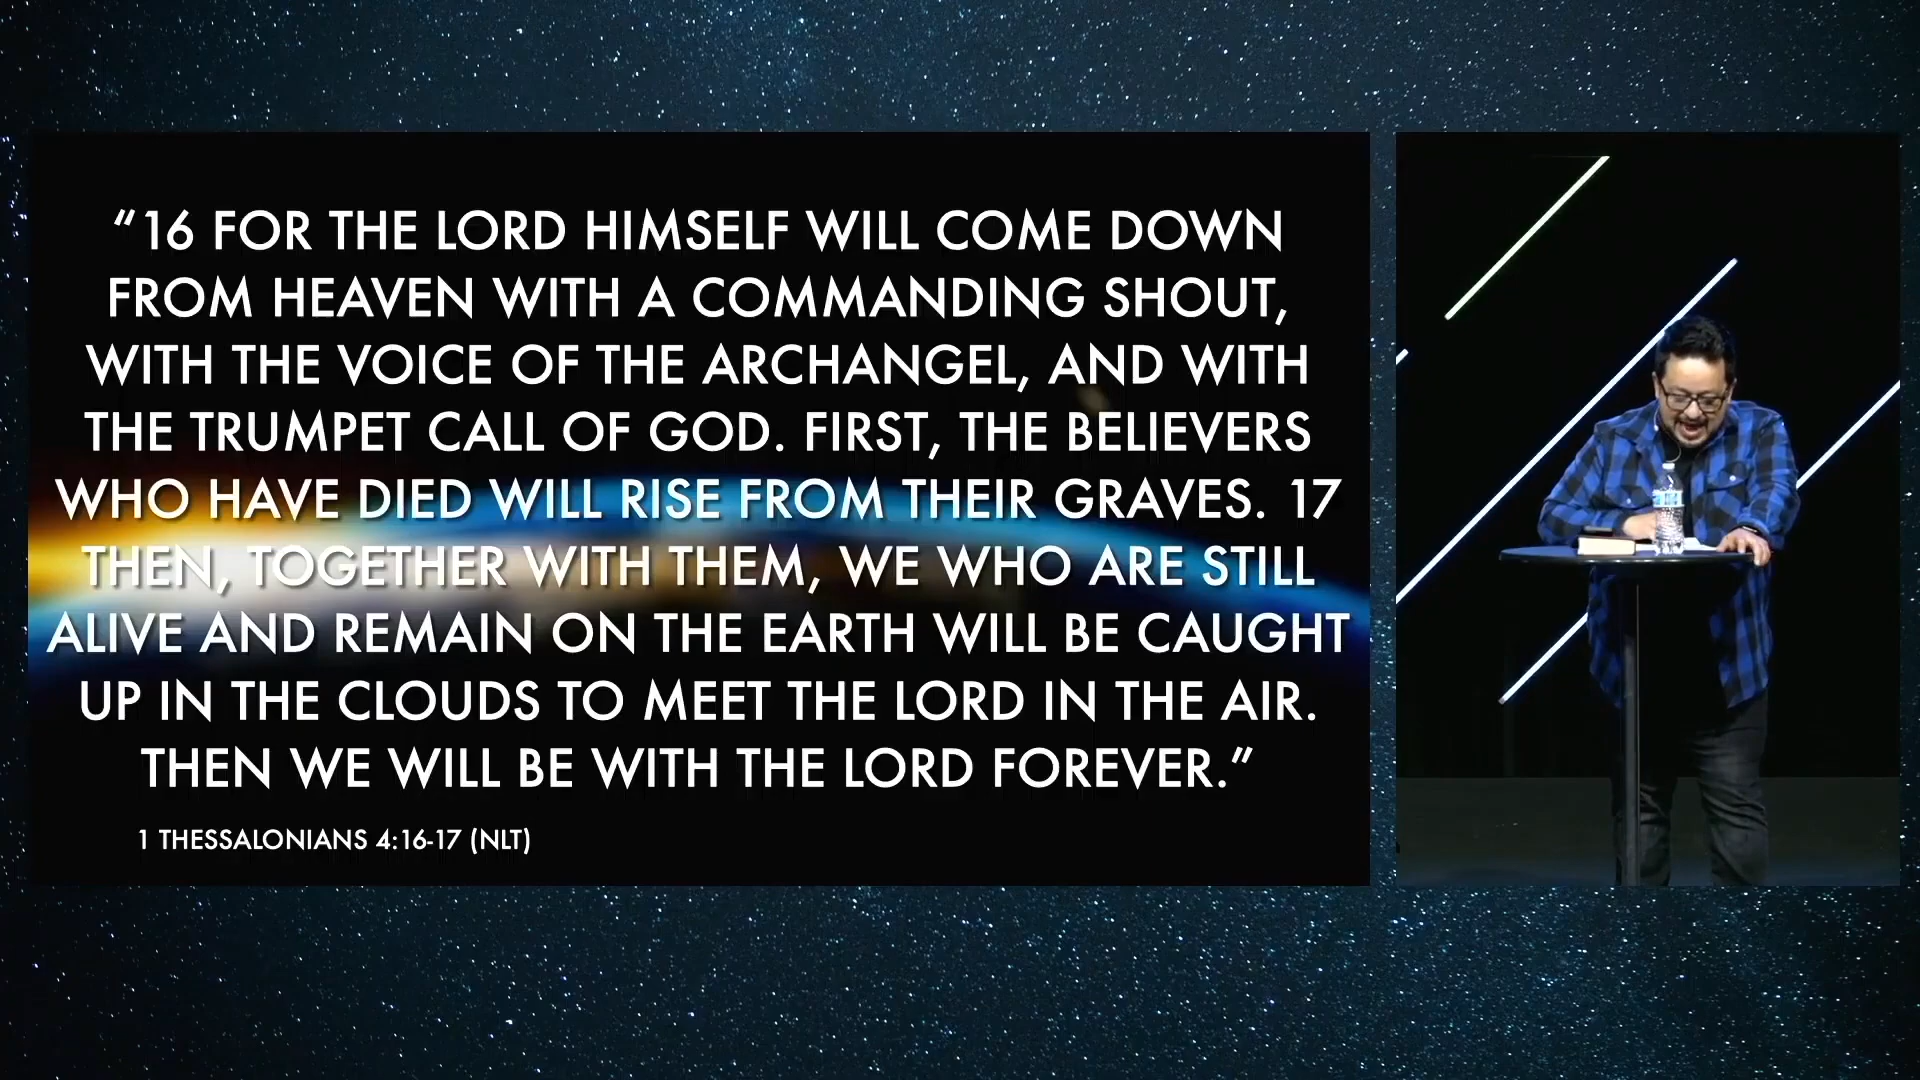 “16 FOR THE LORD HIMSELF WILL COME DOWN
FROM HEAVEN WITH A COMMANDING SHOUT,
WITH THE VOICE OF THE ARCHANGEL, AND WITH
THE TRUMPET CALL OF GOD. FIRST, THE BELIEVERS
WHO HAVE DIED WILL RISE FROM THEIR GRAVES. 17
THEN, TOGETHER WITH THEM, WE WHO ARE STILL
ALIVE AND REMAIN ON THE EARTH WILL BE CAUGHT
UP IN THE CLOUDS TO MEET THE LORD IN THE AIR.
THEN WE WILL BE WITH THE LORD FOREVER.”
1 THESSALONIANS 4:16-17 (NLT)